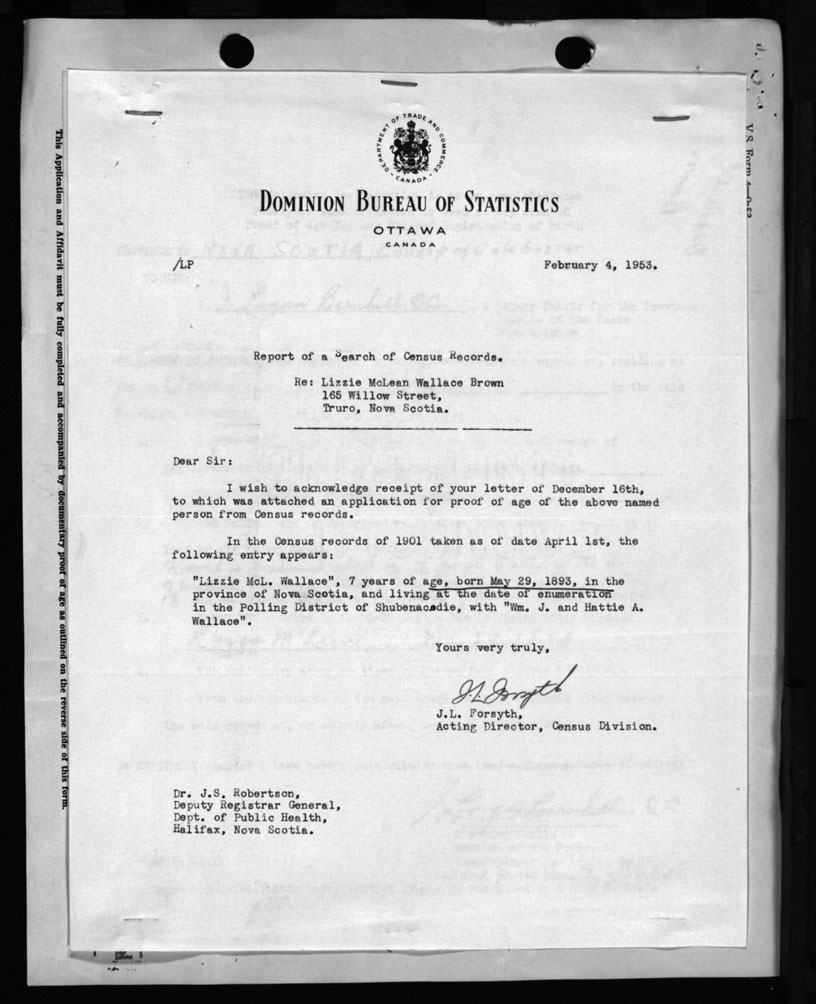 DEPARTMENT OF TRADE AND COMMERCE
CANADA
DOMINION BUREAU OF STATISTICS
OTTAWA
CANADA
/LP
February 4, 1953.
Report of a Search of Census Records.
Re: Lizzie McLean Wallace Brown
165 Willow Street,
Truro, Nova Scotia.
Dear Sir:
I wish to acknowledge receipt of your letter of December 16th,
to which was attached an application for proof of age of the above named
person from Census records.
In the Census records of 1901 taken as of date April 1st, the
following entry appears:
"Lizzie McL. Wallace", 7 years of age, born May 29, 1893, in the
province of Nova Scotia, and living at the date of enumeration
in the Polling District of Shubenacadie, with "Wm. J. and Hattie A.
Wallace".
Yours very truly,
J.L. Forsyth
J.L. Forsyth,
Acting Director, Census Division.
Dr. J.S. Robertson,
Deputy Registrar General,
Dept. of Public Health,
Halifax, Nova Scotia.
This Application and Affidavit must be fully completed and accompanied by documentary proof of age as outlined on the reverse side of this form.
V.S. Form
NOVA SCOTIA, County of Colchester